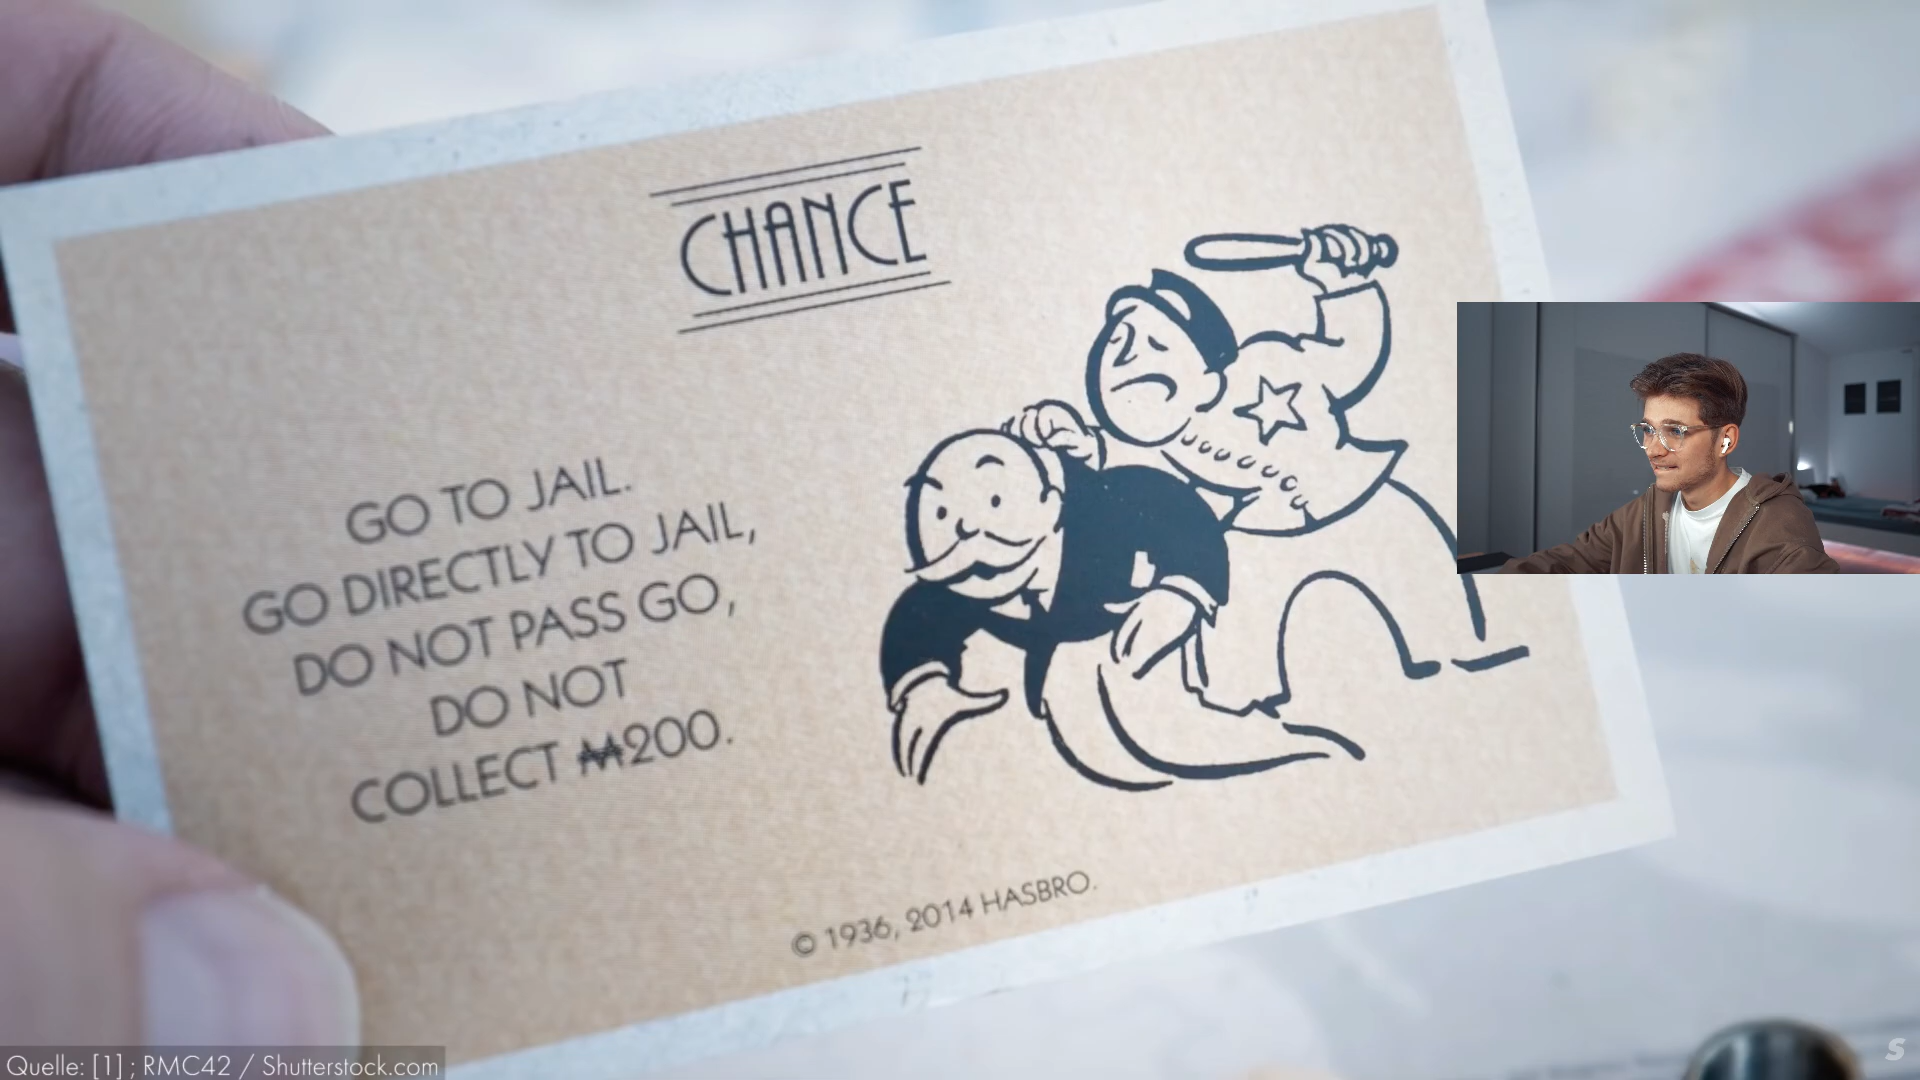 CHANCE
GO TO JAIL.
GO DIRECTLY TO JAIL,
DO NOT PASS GO,
DO NOT
COLLECT ₩200.
© 1936, 2014 HASBRO.
Quelle: [1] ; RMC42 / Shutterstock.com
S